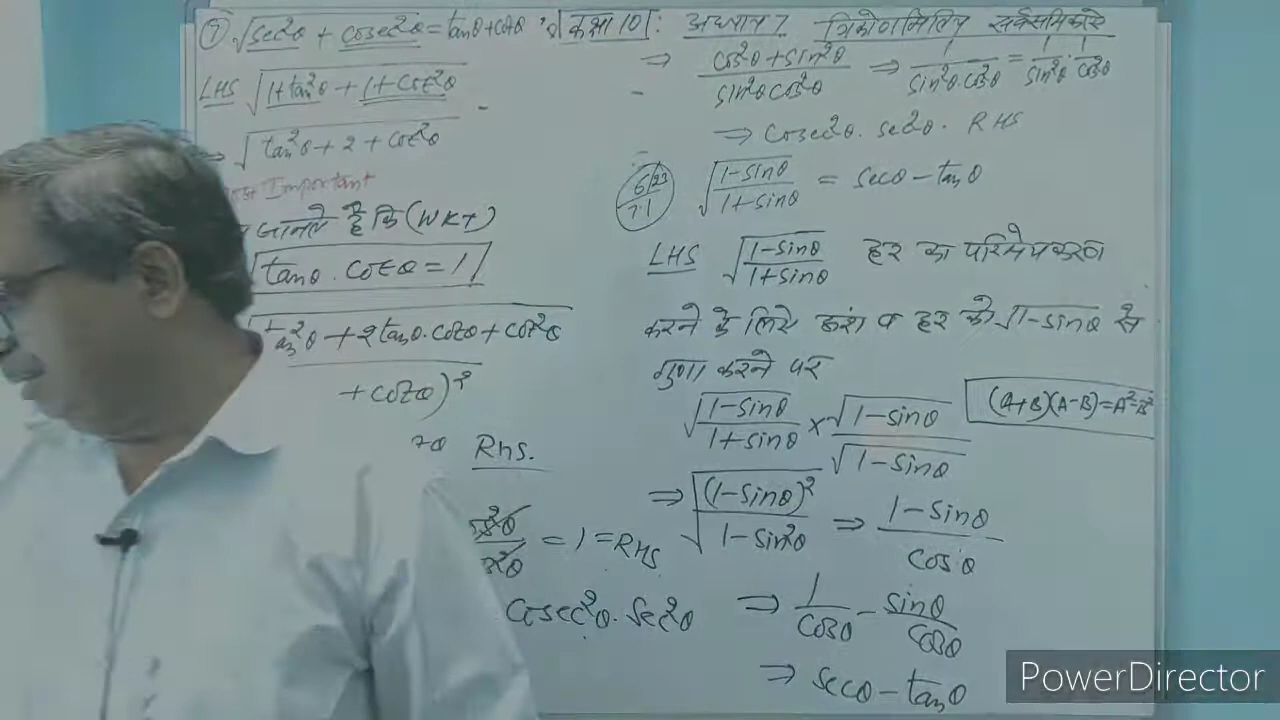 ⑦ √sec²θ + cosec²θ = tanθ + cotθ
कक्षा 10 : अध्याय 7 त्रिकोणमितिय सर्वसमिकाऐ
LHS √1+tan²θ + 1+cot²θ
⇒ √tan²θ + 2 + cot²θ
Important
जानते है कि (WKT)
tanθ . cotθ = 1
√tan²θ + 2tanθ.cotθ + cot²θ
+ cotθ)²
RHS.
= 1 = RHS
cosec²θ. sec²θ
⇒ cos²θ + sin²θ / sin²θ cos²θ ⇒ 1 / sin²θ.cos²θ = 1/sin²θ . 1/cos²θ
⇒ cosec²θ. sec²θ. RHS
6/23 7.1 √1-sinθ / 1+sinθ = secθ - tanθ
LHS √1-sinθ / 1+sinθ हर का परिमेयकरण
करने के लिऐ अंश व हर को √1-sinθ से
गुणा करने पर
√1-sinθ / 1+sinθ × √1-sinθ / √1-sinθ (A+B)(A-B)=A²-B²
⇒ √(1-sinθ)² / 1-sin²θ ⇒ 1-sinθ / cosθ
⇒ 1/cosθ - sinθ/cosθ
⇒ secθ - tanθ
PowerDirector